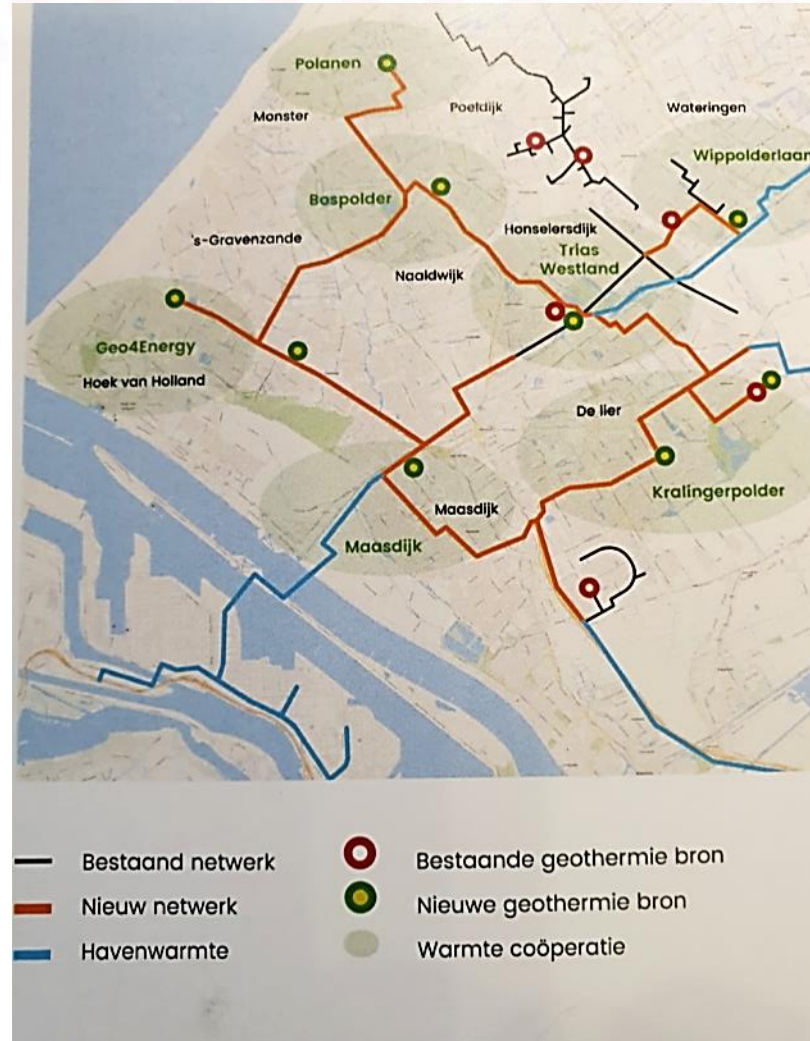 Polanen
Monster
Poeldijk
Wateringen
Wippolderlaan
Bospolder
's-Gravenzande
Honselersdijk
Trias
Westland
Naaldwijk
Geo4Energy
Hoek van Holland
De lier
Kralingerpolder
Maasdijk
Maasdijk
Bestaand netwerk
Nieuw netwerk
Havenwarmte
Bestaande geothermie bron
Nieuwe geothermie bron
Warmte coöperatie